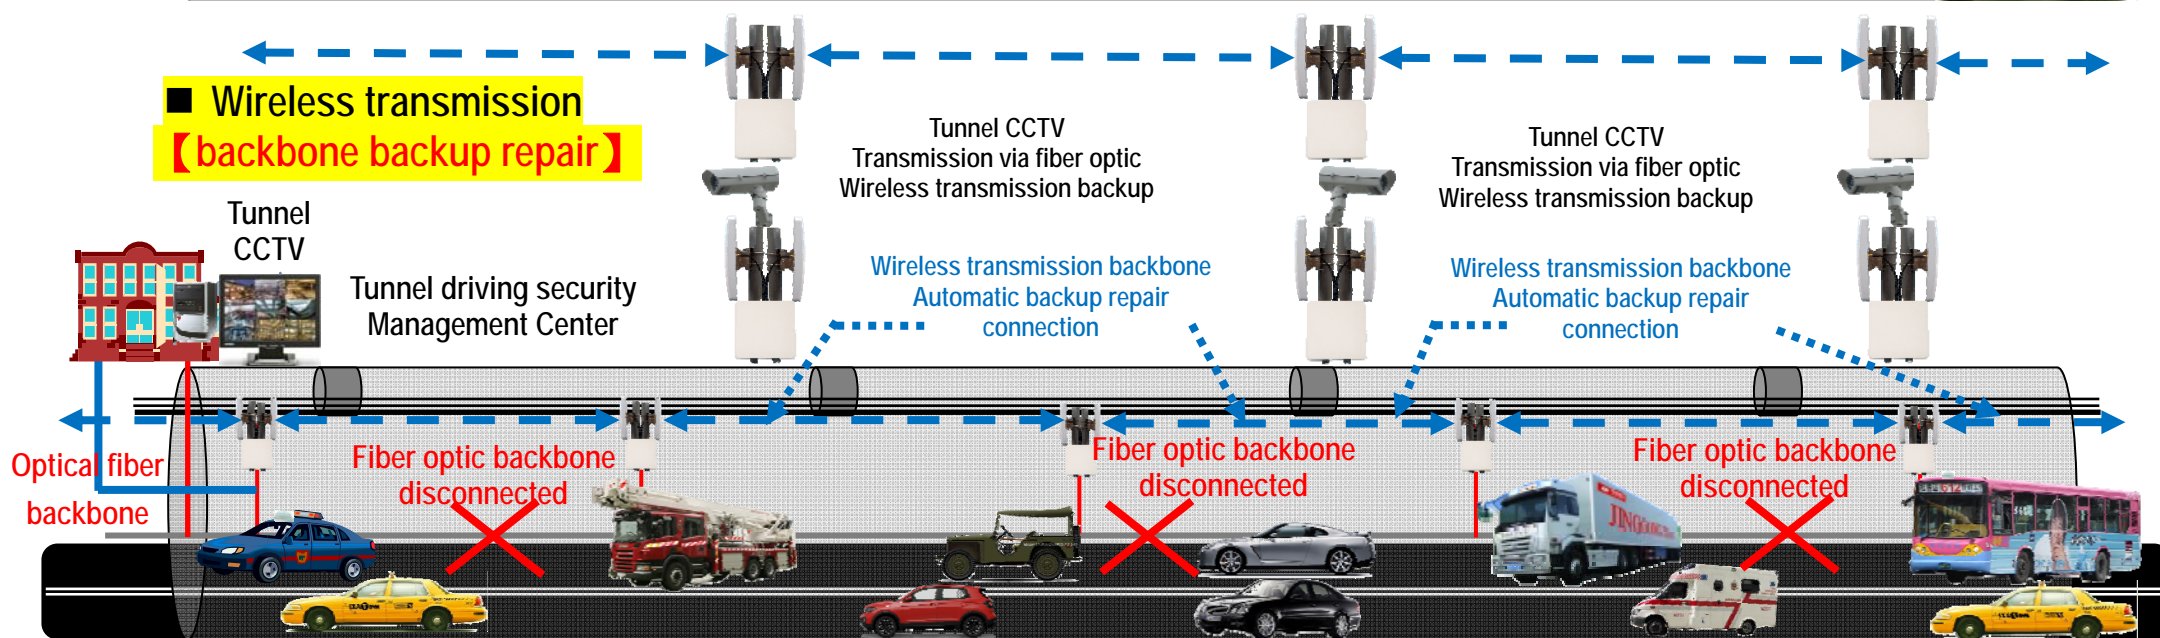 ■ Wireless transmission
【backbone backup repair】
Tunnel CCTV
Transmission via fiber optic
Wireless transmission backup
Tunnel CCTV
Transmission via fiber optic
Wireless transmission backup
Tunnel
CCTV
Tunnel driving security
Management Center
Wireless transmission backbone
Automatic backup repair
connection
Wireless transmission backbone
Automatic backup repair
connection
Optical fiber
backbone
Fiber optic backbone
disconnected
Fiber optic backbone
disconnected
Fiber optic backbone
disconnected
612